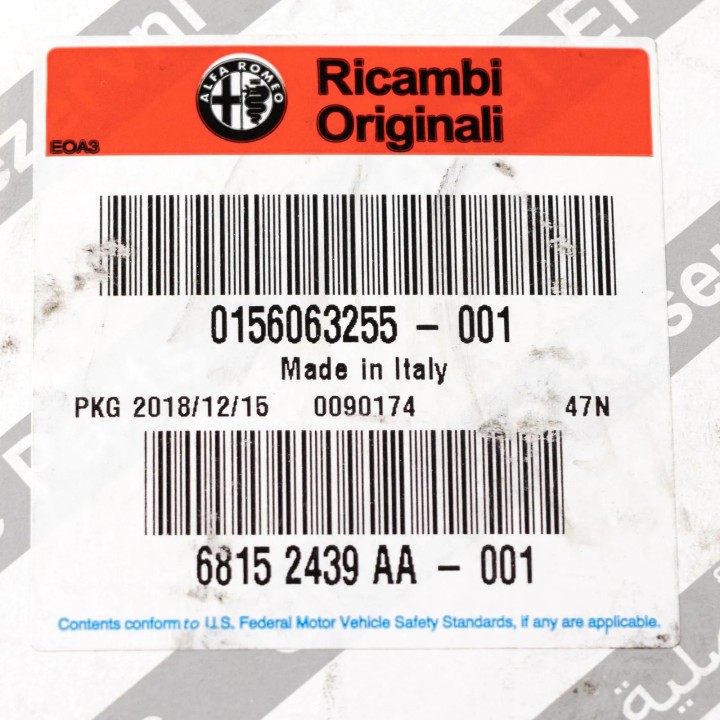 ALFA ROMEO
Ricambi
Originali
EOA3
0156063255 - 001
Made in Italy
PKG 2018/12/15 0090174 47N
6815 2439 AA - 001
Contents conform to U.S. Federal Motor Vehicle Safety Standards, if any are applicable.